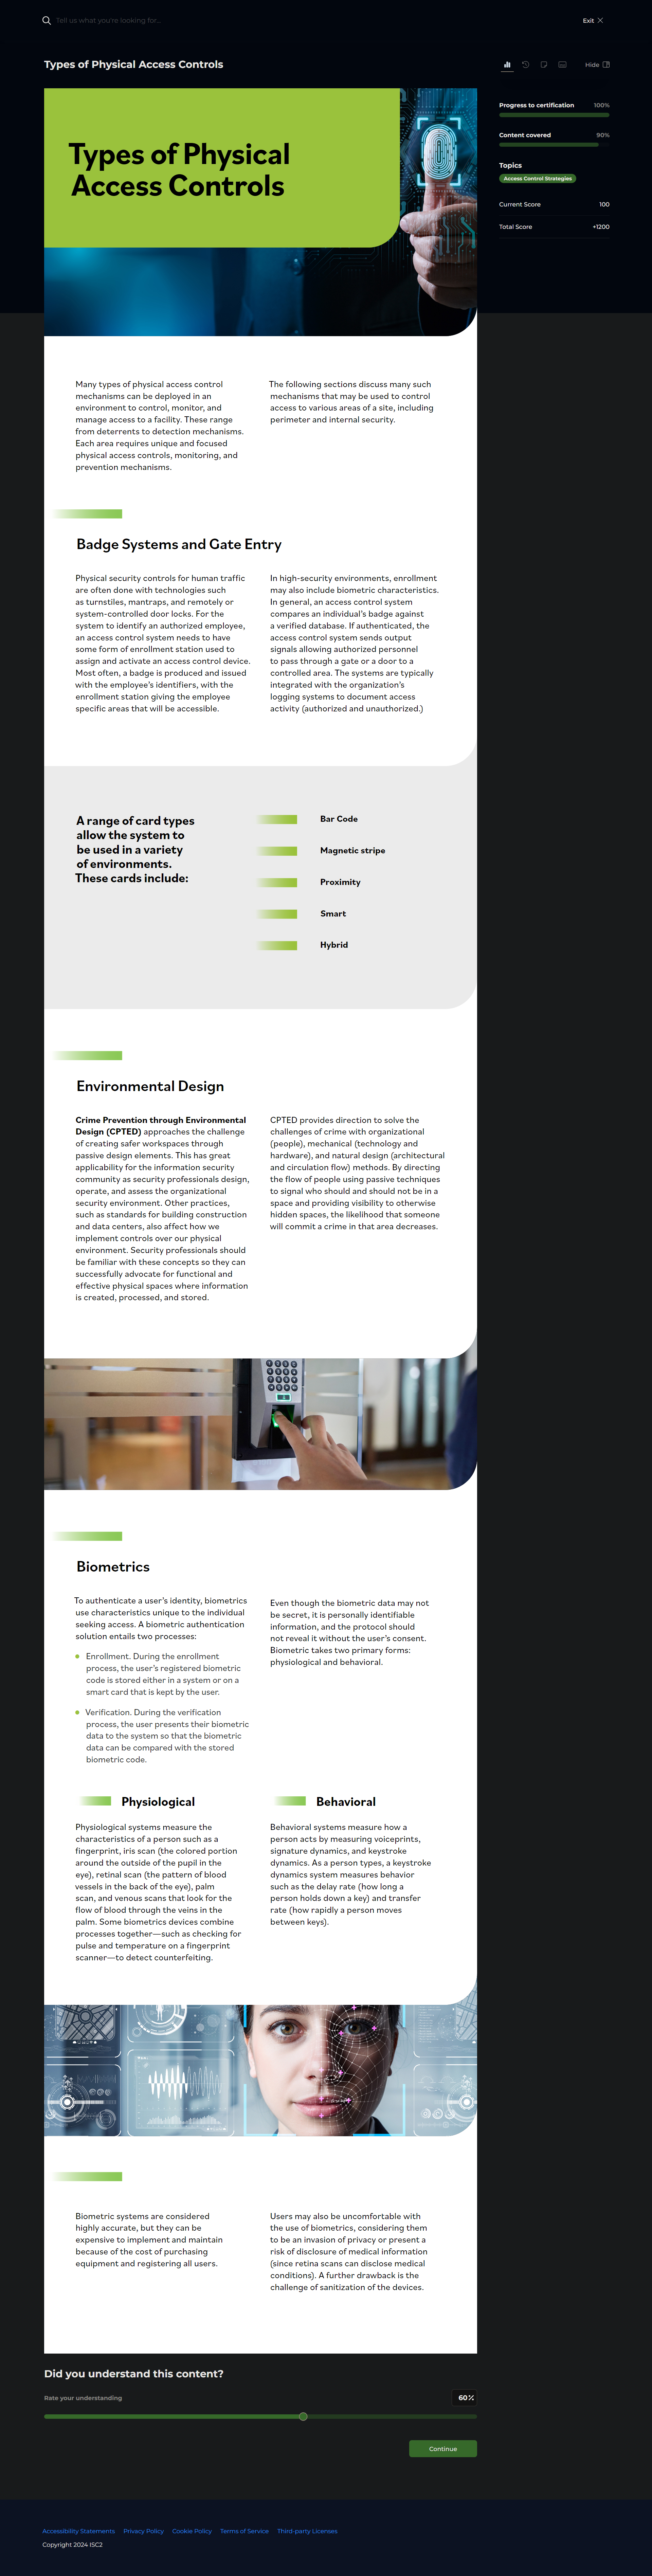 Tell us what you're looking for...
Exit
Types of Physical Access Controls
Hide
Types of Physical
Access Controls
Progress to certification 100%
Content covered 90%
Topics
Access Control Strategies
Current Score 100
Total Score +1200
Many types of physical access control
mechanisms can be deployed in an
environment to control, monitor, and
manage access to a facility. These range
from deterrents to detection mechanisms.
Each area requires unique and focused
physical access controls, monitoring, and
prevention mechanisms.
The following sections discuss many such
mechanisms that may be used to control
access to various areas of a site, including
perimeter and internal security.
Badge Systems and Gate Entry
Physical security controls for human traffic
are often done with technologies such
as turnstiles, mantraps, and remotely or
system-controlled door locks. For the
system to identify an authorized employee,
an access control system needs to have
some form of enrollment station used to
assign and activate an access control device.
Most often, a badge is produced and issued
with the employee's identifiers, with the
enrollment station giving the employee
specific areas that will be accessible.
In high-security environments, enrollment
may also include biometric characteristics.
In general, an access control system
compares an individual's badge against
a verified database. If authenticated, the
access control system sends output
signals allowing authorized personnel
to pass through a gate or a door to a
controlled area. The systems are typically
integrated with the organization's
logging systems to document access
activity (authorized and unauthorized.)
A range of card types
allow the system to
be used in a variety
of environments.
These cards include:
Bar Code
Magnetic stripe
Proximity
Smart
Hybrid
Environmental Design
Crime Prevention through Environmental
Design (CPTED) approaches the challenge
of creating safer workspaces through
passive design elements. This has great
applicability for the information security
community as security professionals design,
operate, and assess the organizational
security environment. Other practices,
such as standards for building construction
and data centers, also affect how we
implement controls over our physical
environment. Security professionals should
be familiar with these concepts so they can
successfully advocate for functional and
effective physical spaces where information
is created, processed, and stored.
CPTED provides direction to solve the
challenges of crime with organizational
(people), mechanical (technology and
hardware), and natural design (architectural
and circulation flow) methods. By directing
the flow of people using passive techniques
to signal who should and should not be in a
space and providing visibility to otherwise
hidden spaces, the likelihood that someone
will commit a crime in that area decreases.
Biometrics
To authenticate a user's identity, biometrics
use characteristics unique to the individual
seeking access. A biometric authentication
solution entails two processes:
Enrollment. During the enrollment
process, the user's registered biometric
code is stored either in a system or on a
smart card that is kept by the user.
Verification. During the verification
process, the user presents their biometric
data to the system so that the biometric
data can be compared with the stored
biometric code.
Even though the biometric data may not
be secret, it is personally identifiable
information, and the protocol should
not reveal it without the user's consent.
Biometric takes two primary forms:
physiological and behavioral.
Physiological
Physiological systems measure the
characteristics of a person such as a
fingerprint, iris scan (the colored portion
around the outside of the pupil in the
eye), retinal scan (the pattern of blood
vessels in the back of the eye), palm
scan, and venous scans that look for the
flow of blood through the veins in the
palm. Some biometrics devices combine
processes together—such as checking for
pulse and temperature on a fingerprint
scanner—to detect counterfeiting.
Behavioral
Behavioral systems measure how a
person acts by measuring voiceprints,
signature dynamics, and keystroke
dynamics. As a person types, a keystroke
dynamics system measures behavior
such as the delay rate (how long a
person holds down a key) and transfer
rate (how rapidly a person moves
between keys).
Biometric systems are considered
highly accurate, but they can be
expensive to implement and maintain
because of the cost of purchasing
equipment and registering all users.
Users may also be uncomfortable with
the use of biometrics, considering them
to be an invasion of privacy or present a
risk of disclosure of medical information
(since retina scans can disclose medical
conditions). A further drawback is the
challenge of sanitization of the devices.
Did you understand this content?
Rate your understanding
60%
Continue
Accessibility Statements Privacy Policy Cookie Policy Terms of Service Third-party Licenses
Copyright 2024 ISC2